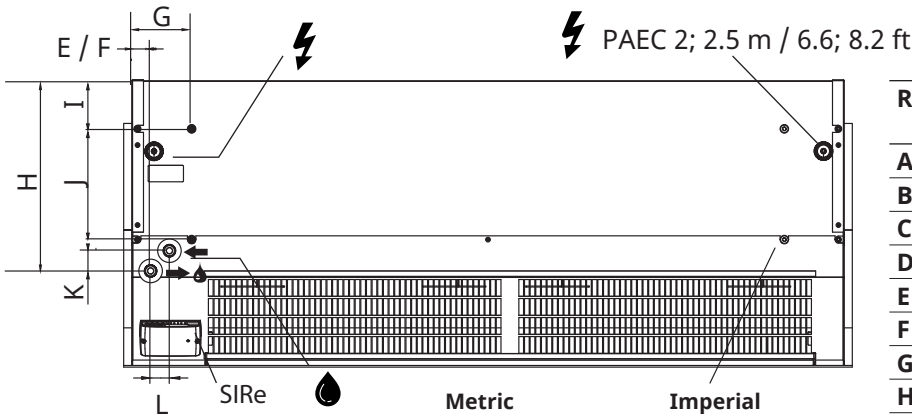 G
E / F
PAEC 2; 2.5 m / 6.6; 8.2 ft
I
H
J
K
L
SIRe
Metric
Imperial
R
A
B
C
D
E
F
G
H